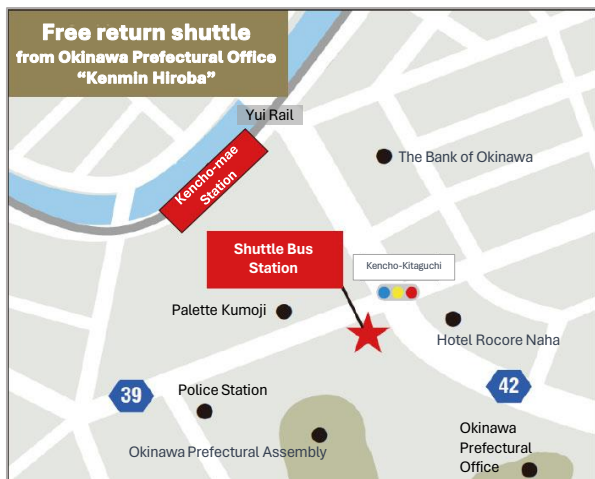 Free return shuttle
from Okinawa Prefectural Office
“Kenmin Hiroba”
Yui Rail
Kencho-mae
Station
The Bank of Okinawa
Shuttle Bus
Station
Kencho-Kitaguchi
Palette Kumoji
Hotel Rocore Naha
39
Police Station
42
Okinawa Prefectural Assembly
Okinawa
Prefectural
Office